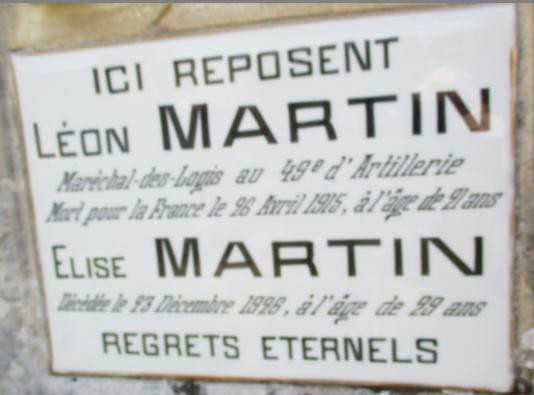 ICI REPOSENT
LÉON MARTIN
Maréchal-des-Logis au 49e d'Artillerie
Mort pour la France le 26 Avril 1915, à l'âge de 21 ans
ELISE MARTIN
Décédée le 23 Décembre 1926, à l'âge de 29 ans
REGRETS ETERNELS